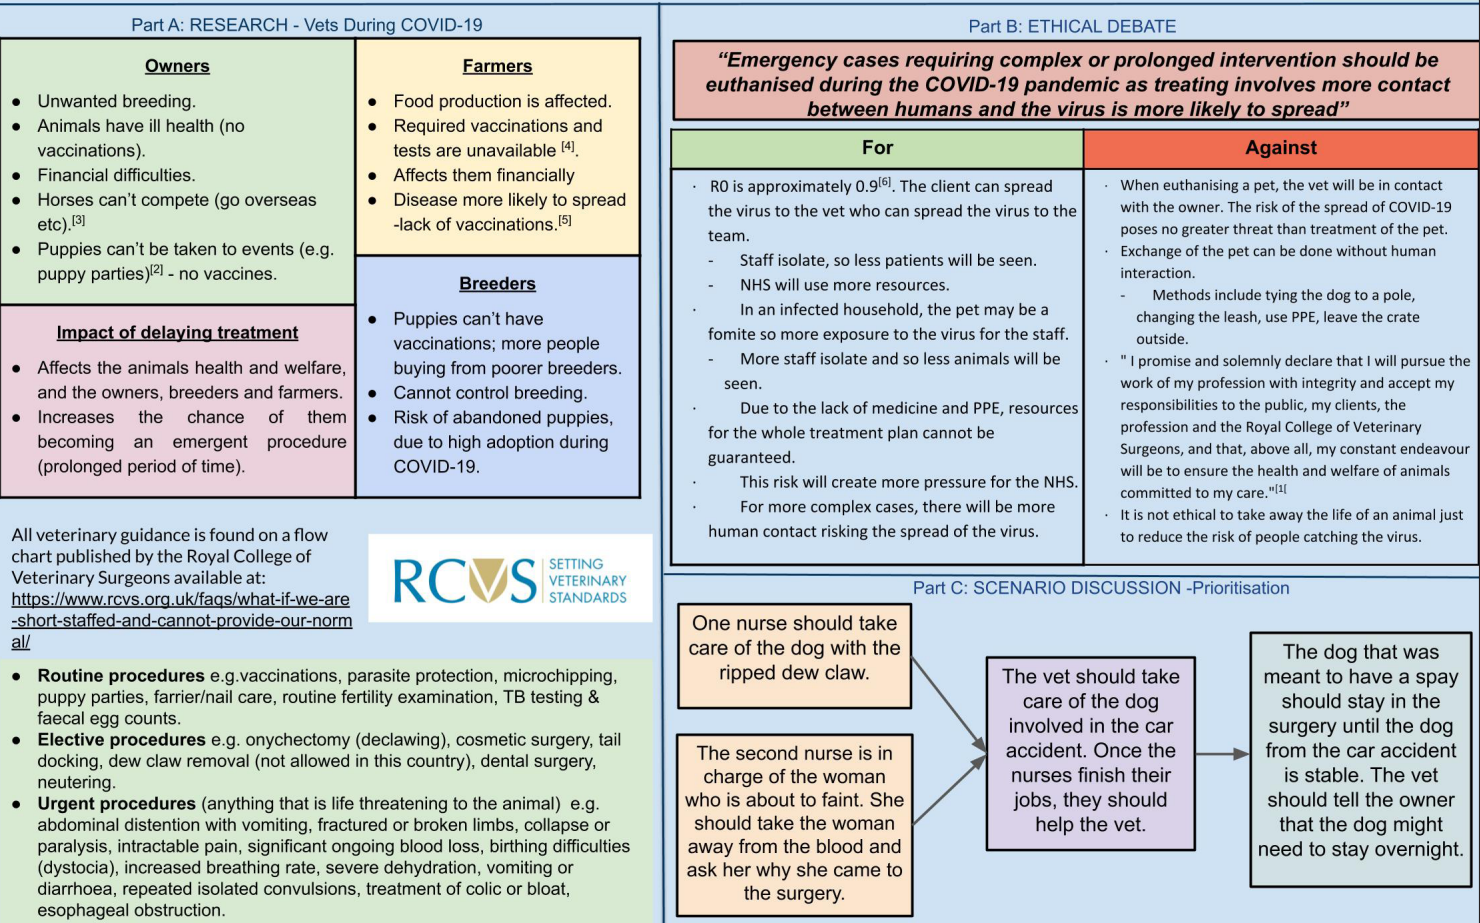 Part A: RESEARCH - Vets During COVID-19
Owners
● Unwanted breeding.
● Animals have ill health (no
vaccinations).
● Financial difficulties.
● Horses can't compete (go overseas
etc).[3]
● Puppies can't be taken to events (e.g.
puppy parties)[2] - no vaccines.
Farmers
● Food production is affected.
● Required vaccinations and
tests are unavailable [4].
● Affects them financially
● Disease more likely to spread
-lack of vaccinations.[5]
Impact of delaying treatment
● Affects the animals health and welfare,
and the owners, breeders and farmers.
● Increases the chance of them
becoming an emergent procedure
(prolonged period of time).
Breeders
● Puppies can't have
vaccinations; more people
buying from poorer breeders.
● Cannot control breeding.
● Risk of abandoned puppies,
due to high adoption during
COVID-19.
All veterinary guidance is found on a flow
chart published by the Royal College of
Veterinary Surgeons available at:
https://www.rcvs.org.uk/faqs/what-if-we-are
-short-staffed-and-cannot-provide-our-norm
al/
RCVS
SETTING
VETERINARY
STANDARDS
● Routine procedures e.g.vaccinations, parasite protection, microchipping,
puppy parties, farrier/nail care, routine fertility examination, TB testing &
faecal egg counts.
● Elective procedures e.g. onychectomy (declawing), cosmetic surgery, tail
docking, dew claw removal (not allowed in this country), dental surgery,
neutering.
● Urgent procedures (anything that is life threatening to the animal) e.g.
abdominal distention with vomiting, fractured or broken limbs, collapse or
paralysis, intractable pain, significant ongoing blood loss, birthing difficulties
(dystocia), increased breathing rate, severe dehydration, vomiting or
diarrhoea, repeated isolated convulsions, treatment of colic or bloat,
esophageal obstruction.
Part B: ETHICAL DEBATE
"Emergency cases requiring complex or prolonged intervention should be
euthanised during the COVID-19 pandemic as treating involves more contact
between humans and the virus is more likely to spread"
For
· R0 is approximately 0.9[6]. The client can spread
the virus to the vet who can spread the virus to the
team.
- Staff isolate, so less patients will be seen.
- NHS will use more resources.
· In an infected household, the pet may be a
fomite so more exposure to the virus for the staff.
- More staff isolate and so less animals will be
seen.
· Due to the lack of medicine and PPE, resources
for the whole treatment plan cannot be
guaranteed.
· This risk will create more pressure for the NHS.
· For more complex cases, there will be more
human contact risking the spread of the virus.
Against
· When euthanising a pet, the vet will be in contact
with the owner. The risk of the spread of COVID-19
poses no greater threat than treatment of the pet.
· Exchange of the pet can be done without human
interaction.
- Methods include tying the dog to a pole,
changing the leash, use PPE, leave the crate
outside.
· " I promise and solemnly declare that I will pursue the
work of my profession with integrity and accept my
responsibilities to the public, my clients, the
profession and the Royal College of Veterinary
Surgeons, and that, above all, my constant endeavour
will be to ensure the health and welfare of animals
committed to my care."[1[
· It is not ethical to take away the life of an animal just
to reduce the risk of people catching the virus.
Part C: SCENARIO DISCUSSION -Prioritisation
One nurse should take
care of the dog with the
ripped dew claw.
The second nurse is in
charge of the woman
who is about to faint. She
should take the woman
away from the blood and
ask her why she came to
the surgery.
The vet should take
care of the dog
involved in the car
accident. Once the
nurses finish their
jobs, they should
help the vet.
The dog that was
meant to have a spay
should stay in the
surgery until the dog
from the car accident
is stable. The vet
should tell the owner
that the dog might
need to stay overnight.